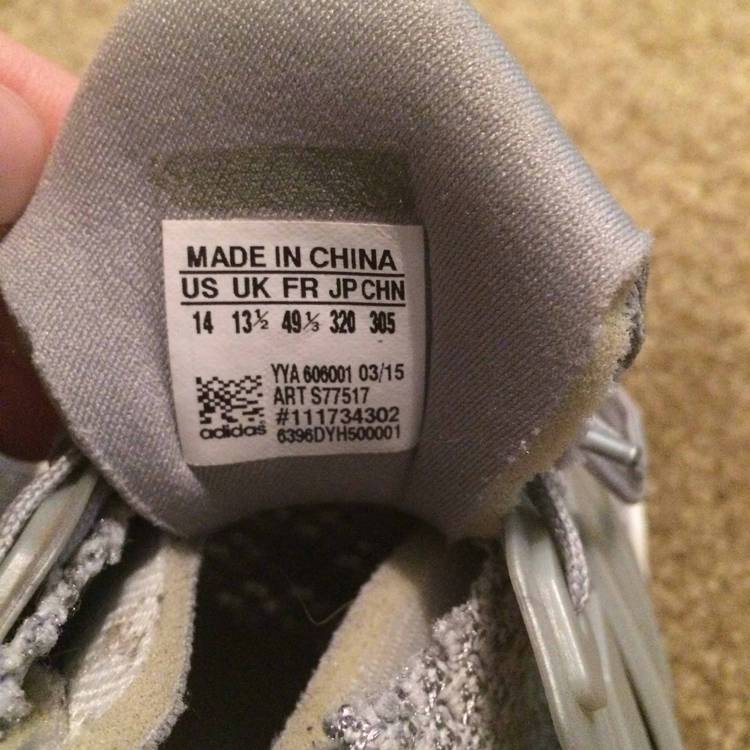 MADE IN CHINA
US UK FR JP CHN
14 13½ 49⅓ 320 305
YYA 606001 03/15
ART S77517
#111734302
adidas 6396DYH500001